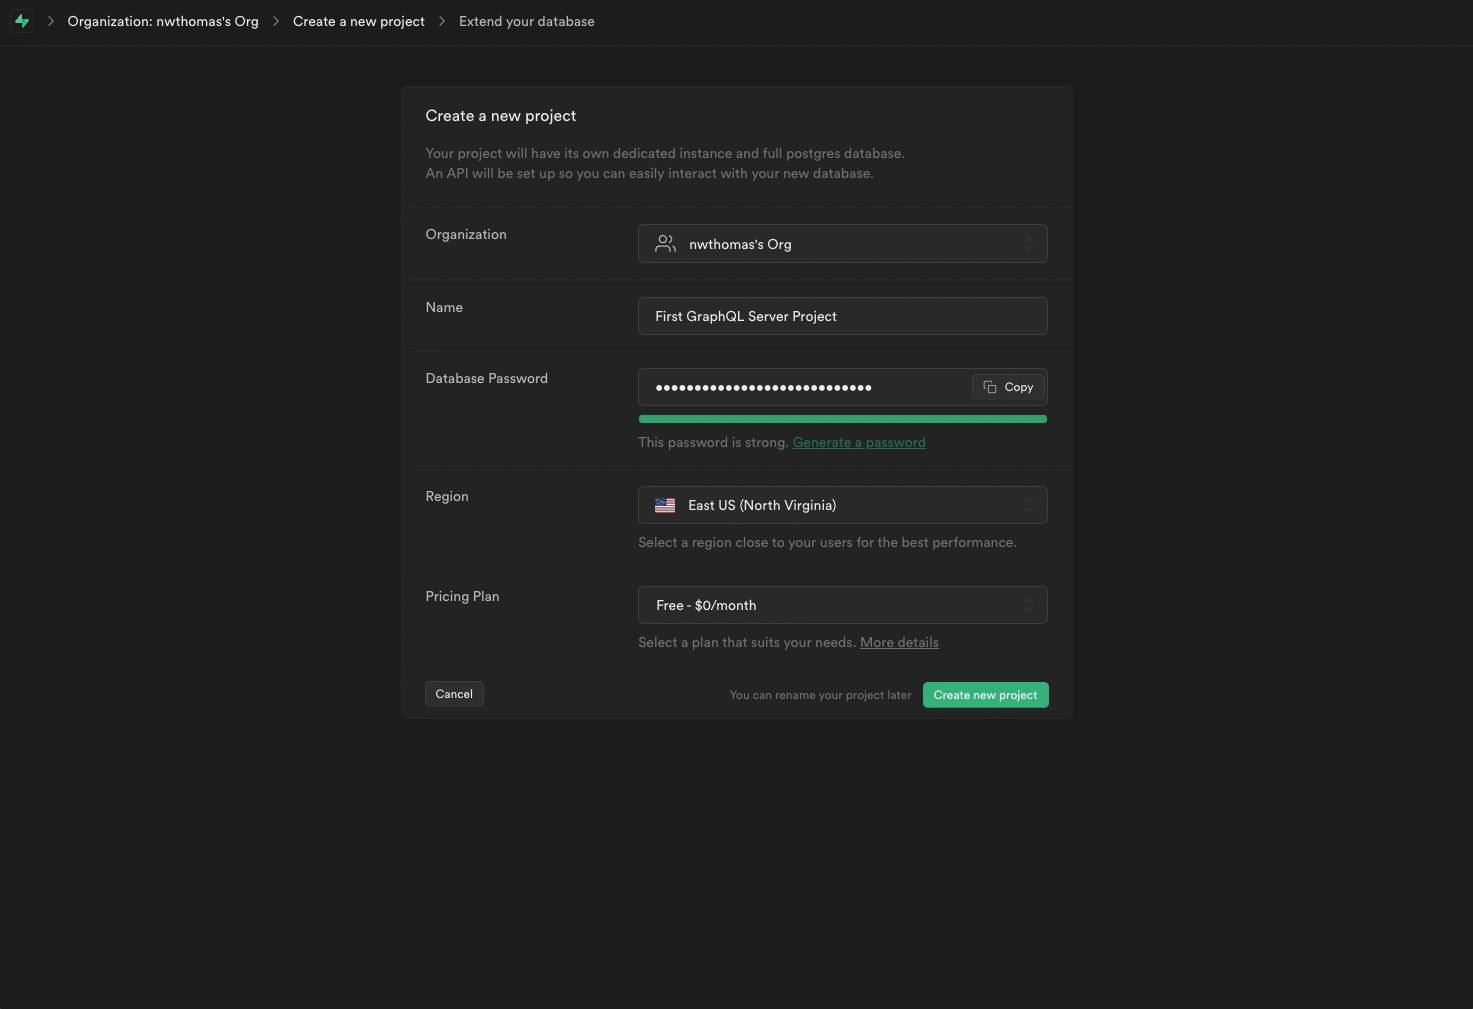 Organization: nwthomas's Org > Create a new project > Extend your database
Create a new project
Your project will have its own dedicated instance and full postgres database.
An API will be set up so you can easily interact with your new database.
Organization
nwthomas's Org
Name
First GraphQL Server Project
Database Password
••••••••••••••••••••••••••••
Copy
This password is strong. Generate a password
Region
East US (North Virginia)
Select a region close to your users for the best performance.
Pricing Plan
Free - $0/month
Select a plan that suits your needs. More details
Cancel
You can rename your project later
Create new project